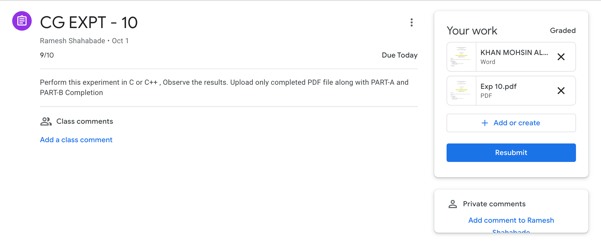 CG EXPT - 10
Ramesh Shahabade • Oct 1
9/10
Due Today
Perform this experiment in C or C++ , Observe the results. Upload only completed PDF file along with PART-A and
PART-B Completion
Class comments
Add a class comment
Your work
Graded
KHAN MOHSIN AL...
Word
Exp 10.pdf
PDF
+ Add or create
Resubmit
Private comments
Add comment to Ramesh
Shahabade